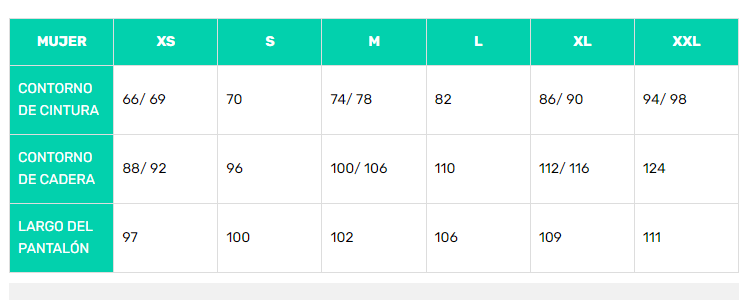 MUJER XS S M L XL XXL
CONTORNO
DE CINTURA 66/ 69 70 74/ 78 82 86/ 90 94/ 98
CONTORNO
DE CADERA 88/ 92 96 100/ 106 110 112/ 116 124
LARGO DEL
PANTALÓN 97 100 102 106 109 111